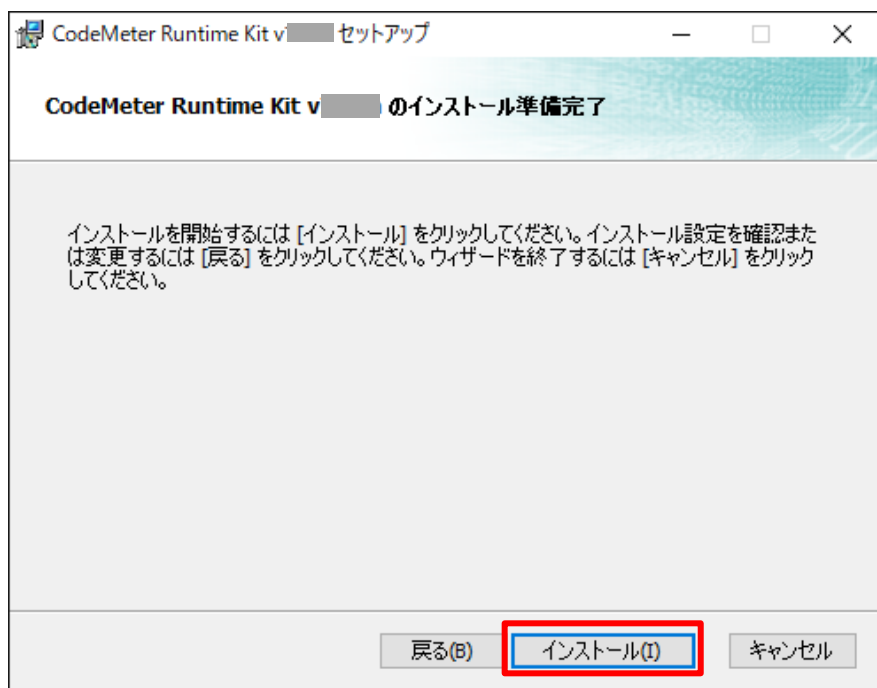 CodeMeter Runtime Kit v セットアップ
CodeMeter Runtime Kit v のインストール準備完了
インストールを開始するには [インストール] をクリックしてください。インストール設定を確認また
は変更するには [戻る] をクリックしてください。ウィザードを終了するには [キャンセル] をクリック
してください。
戻る(B) インストール(I) キャンセル